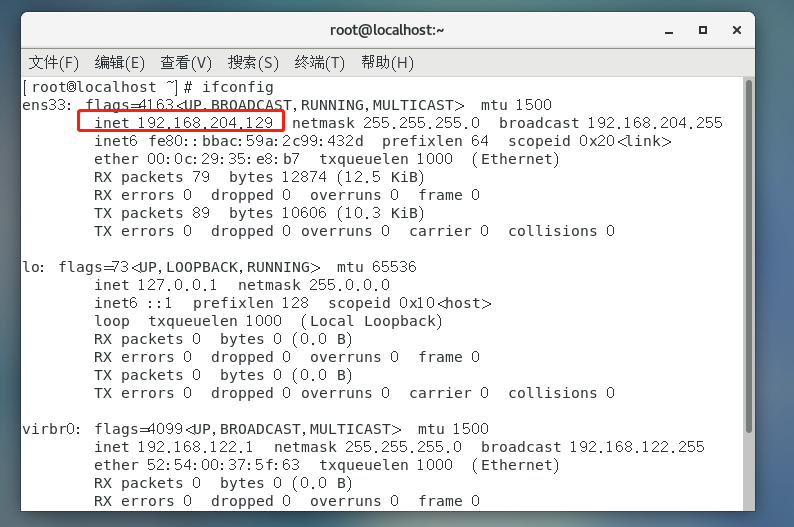 root@localhost:~
文件(F) 编辑(E) 查看(V) 搜索(S) 终端(T) 帮助(H)
[root@localhost ~]# ifconfig
ens33: flags=4163<UP,BROADCAST,RUNNING,MULTICAST>  mtu 1500
        inet 192.168.204.129  netmask 255.255.255.0  broadcast 192.168.204.255
        inet6 fe80::bbac:59a:2c99:432d  prefixlen 64  scopeid 0x20<link>
        ether 00:0c:29:35:e8:b7  txqueuelen 1000  (Ethernet)
        RX packets 79  bytes 12874 (12.5 KiB)
        RX errors 0  dropped 0  overruns 0  frame 0
        TX packets 89  bytes 10606 (10.3 KiB)
        TX errors 0  dropped 0 overruns 0  carrier 0  collisions 0
lo: flags=73<UP,LOOPBACK,RUNNING>  mtu 65536
        inet 127.0.0.1  netmask 255.0.0.0
        inet6 ::1  prefixlen 128  scopeid 0x10<host>
        loop  txqueuelen 1000  (Local Loopback)
        RX packets 0  bytes 0 (0.0 B)
        RX errors 0  dropped 0  overruns 0  frame 0
        TX packets 0  bytes 0 (0.0 B)
        TX errors 0  dropped 0 overruns 0  carrier 0  collisions 0
virbr0: flags=4099<UP,BROADCAST,MULTICAST>  mtu 1500
        inet 192.168.122.1  netmask 255.255.255.0  broadcast 192.168.122.255
        ether 52:54:00:37:5f:63  txqueuelen 1000  (Ethernet)
        RX packets 0  bytes 0 (0.0 B)
        RX errors 0  dropped 0  overruns 0  frame 0